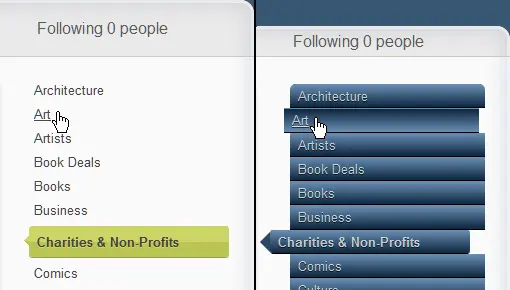 Following 0 people
Architecture
Art
Artists
Book Deals
Books
Business
Charities & Non-Profits
Comics
Following 0 people
Architecture
Art
Artists
Book Deals
Books
Business
Charities & Non-Profits
Comics
Culture